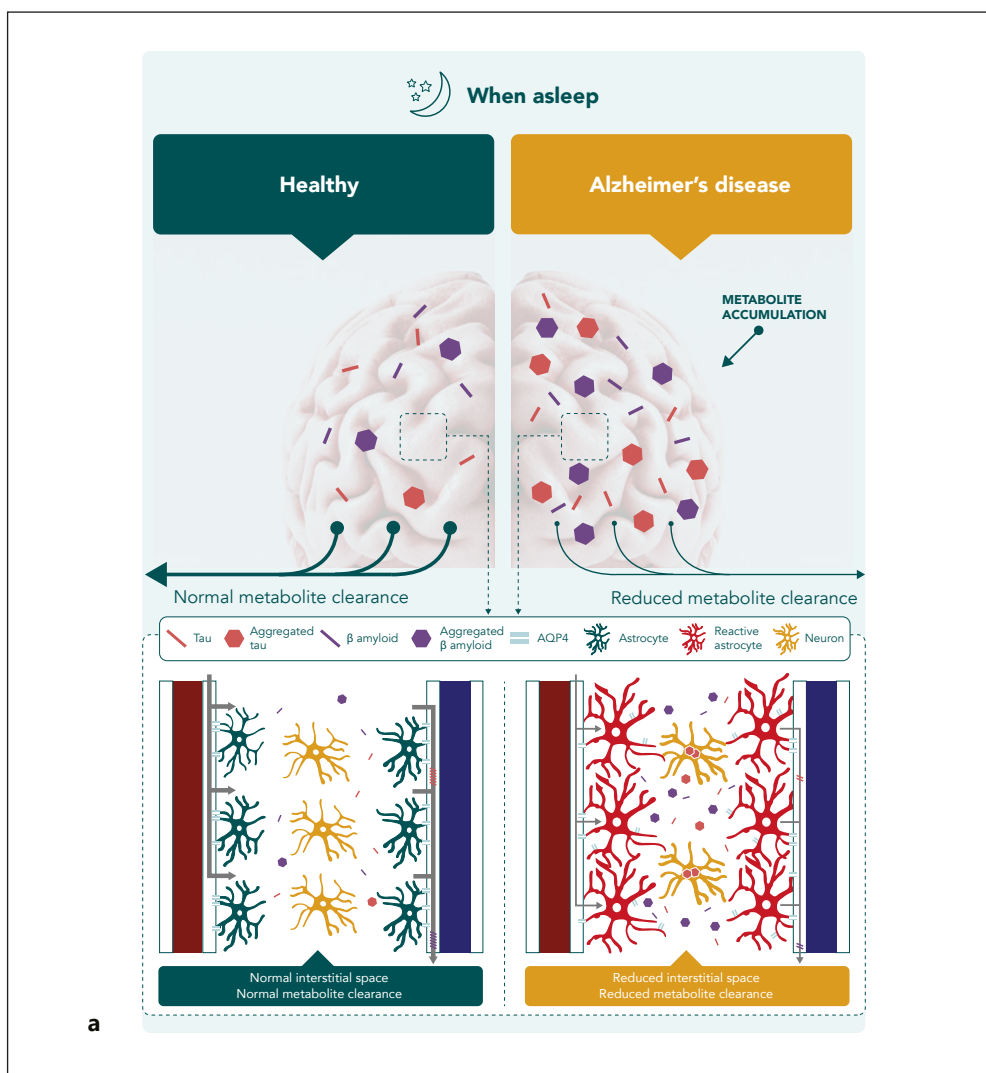 When asleep
Healthy
Alzheimer's disease
METABOLITE
ACCUMULATION
Normal metabolite clearance
Reduced metabolite clearance
Tau
Aggregated
tau
β amyloid
Aggregated
β amyloid
AQP4
Astrocyte
Reactive
astrocyte
Neuron
Normal interstitial space
Normal metabolite clearance
Reduced interstitial space
Reduced metabolite clearance
a